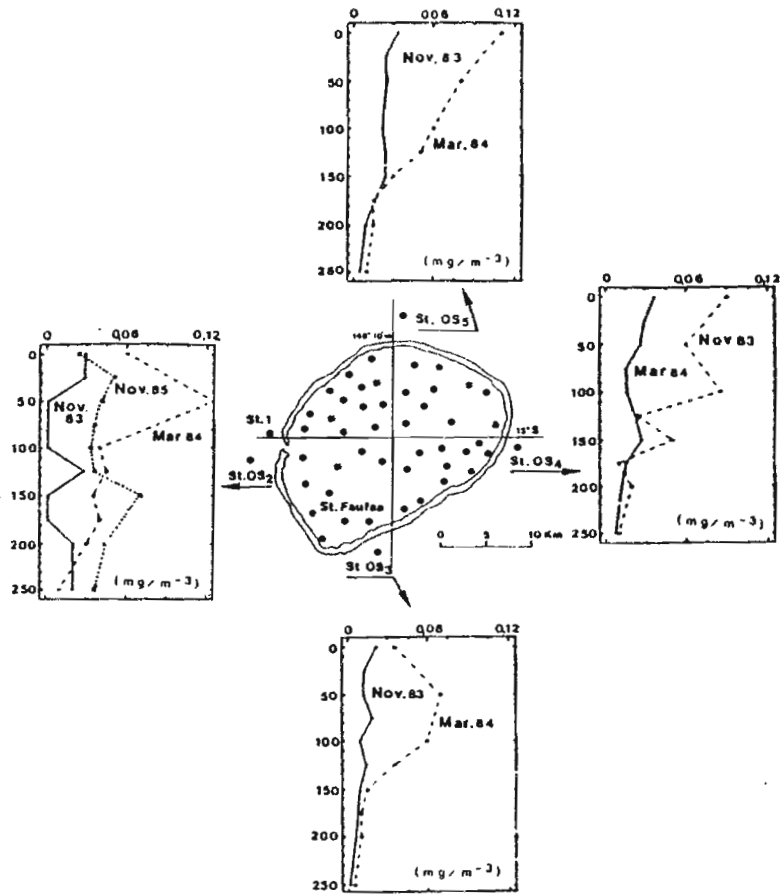 0 0.06 0.12
0
50
100
150
200
250
Nov. 83
Mar. 84
(mg/m-3)
0 0.06 0.12
0
50
100
150
200
250
Nov 83
Mar 84
(mg/m-3)
0 0.06 0.12
0
50
100
150
200
250
Nov. 85
Nov. 83
Mar 84
(mg/m-3)
St. OS5
148°10'w
St.1
15°S
St.OS2
St. OS4
St.Faufaa
0 5 10 Km
St OS3
0 0.06 0.12
0
50
100
150
200
250
Nov. 83
Mar. 84
(mg/m-3)